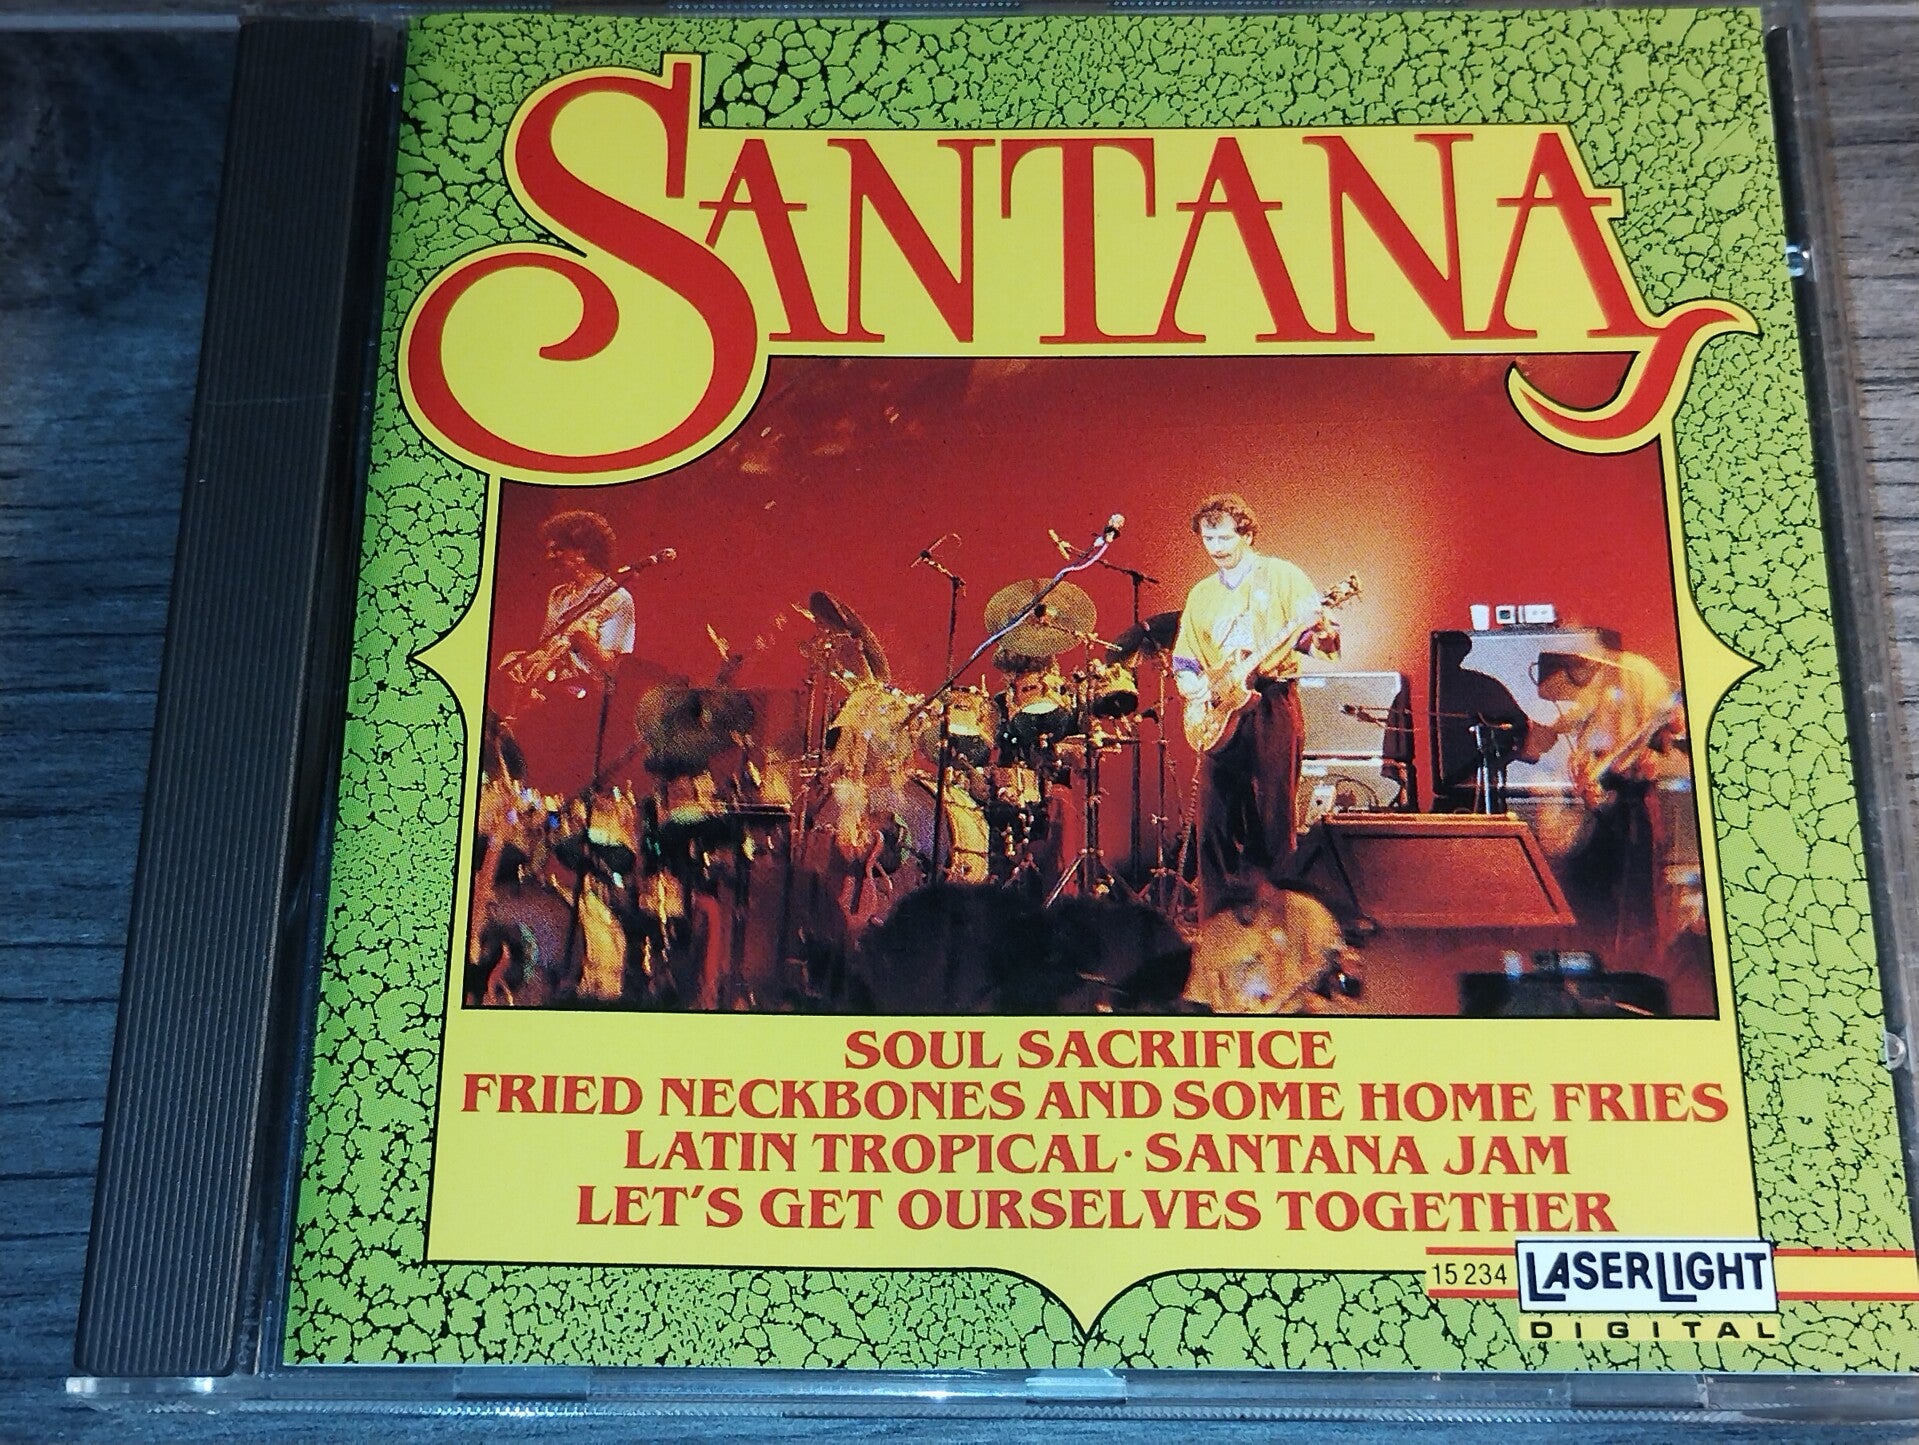 SANTANA
SOUL SACRIFICE
FRIED NECKBONES AND SOME HOME FRIES
LATIN TROPICAL · SANTANA JAM
LET'S GET OURSELVES TOGETHER
15 234 LASERLIGHT
DIGITAL